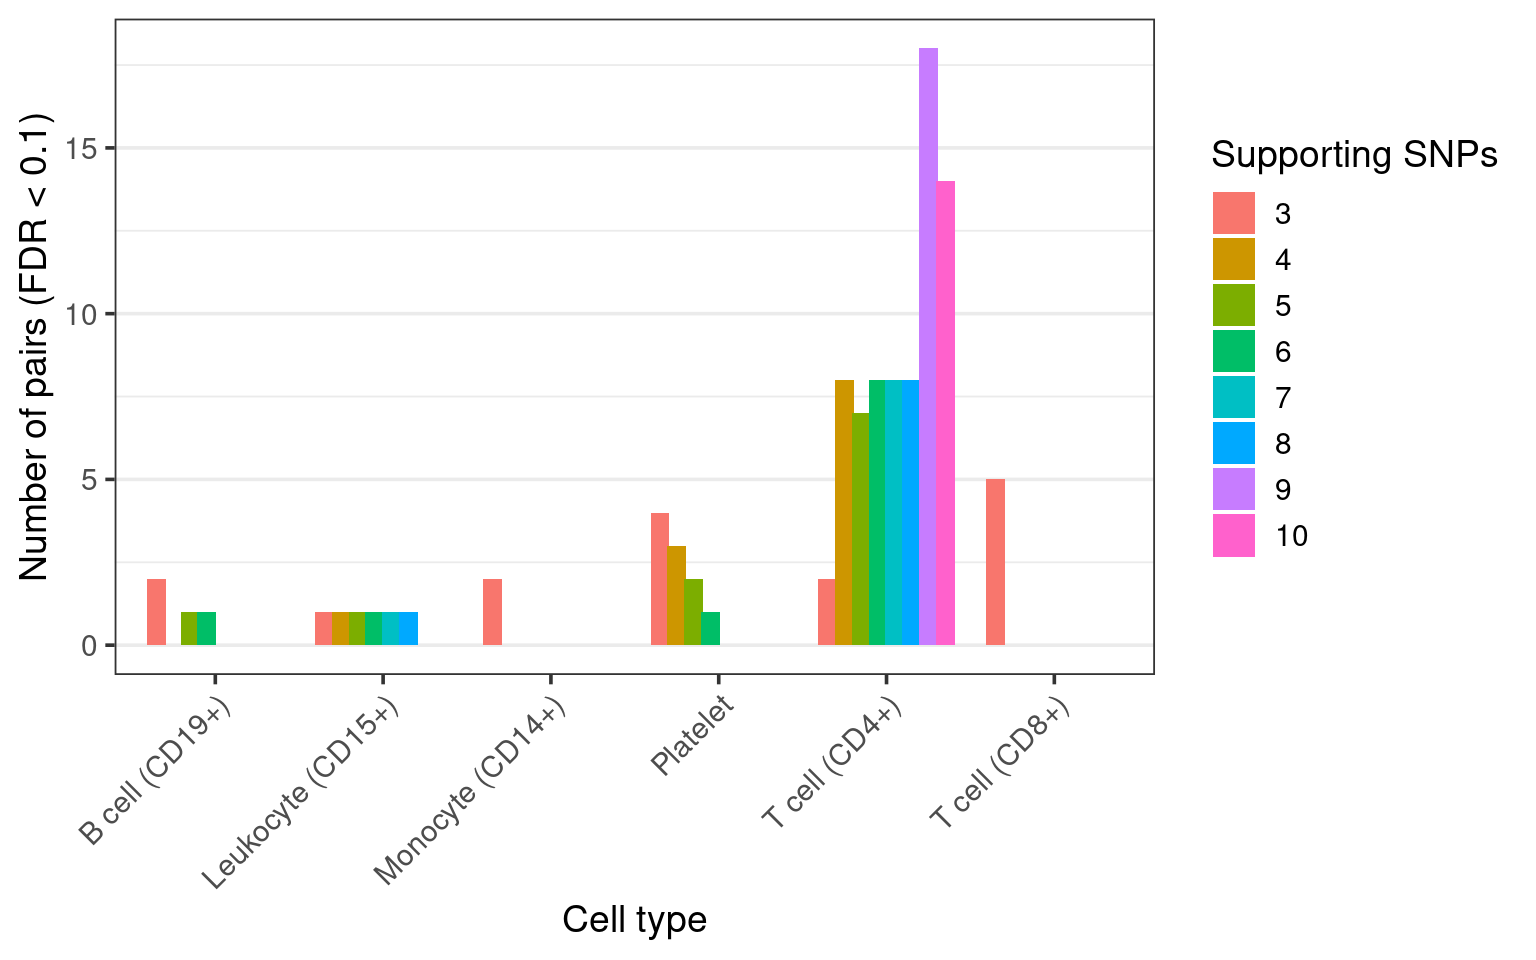 Number of pairs (FDR < 0.1)
15
10
5
0
B cell (CD19+)
Leukocyte (CD15+)
Monocyte (CD14+)
Platelet
T cell (CD4+)
T cell (CD8+)
Cell type
Supporting SNPs
3
4
5
6
7
8
9
10